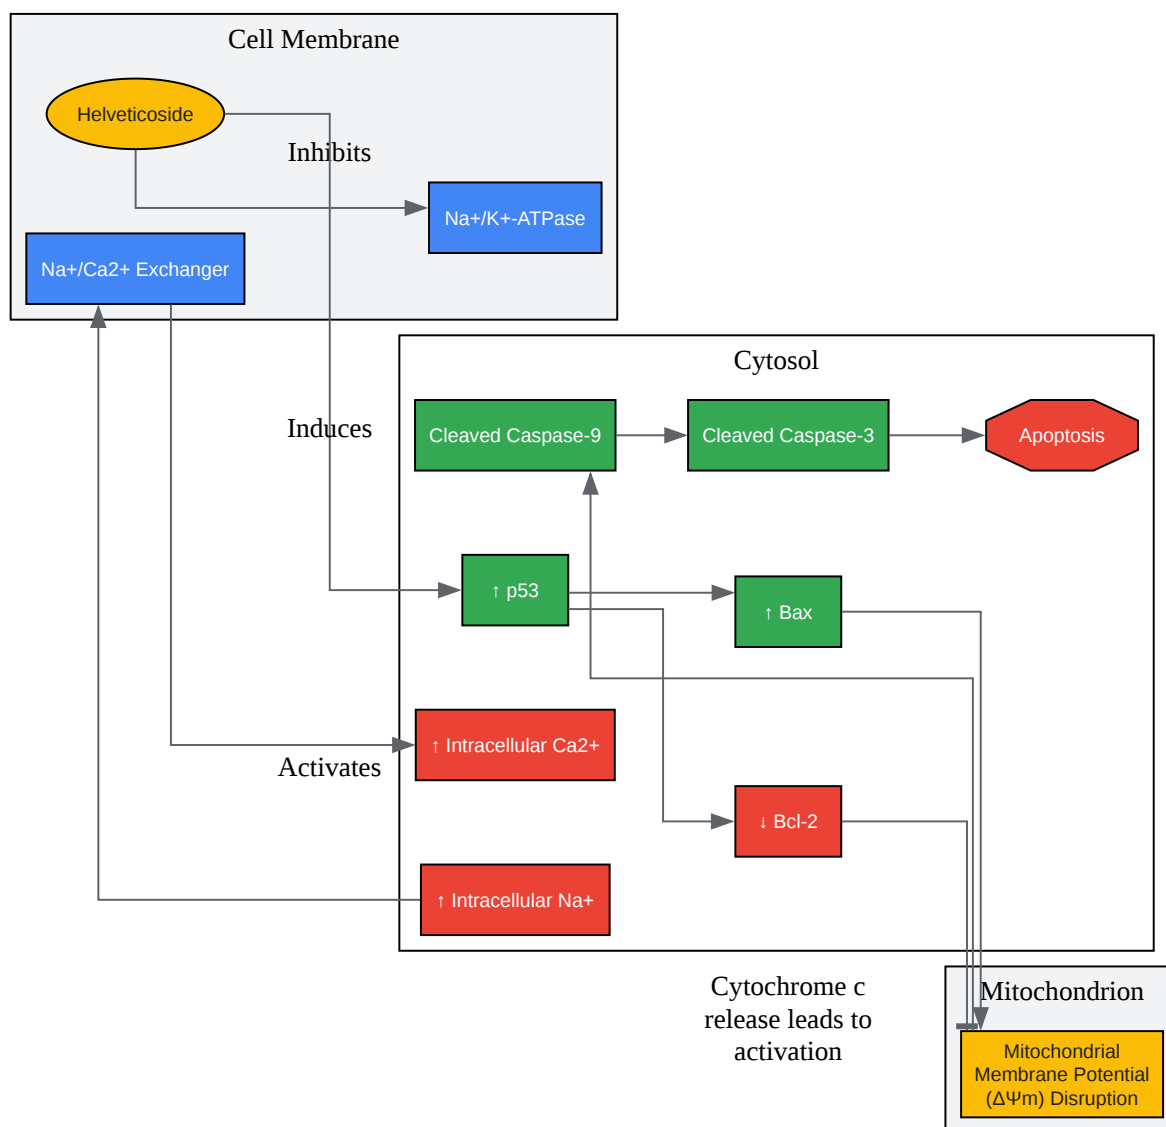 Cell Membrane
Helveticoside
Inhibits
Na+/K+-ATPase
Na+/Ca2+ Exchanger
Cytosol
Induces
Cleaved Caspase-9
Cleaved Caspase-3
Apoptosis
↑ p53
↑ Bax
↑ Intracellular Ca2+
Activates
↓ Bcl-2
↑ Intracellular Na+
Cytochrome c
release leads to
activation
Mitochondrion
Mitochondrial
Membrane Potential
(ΔΨm) Disruption